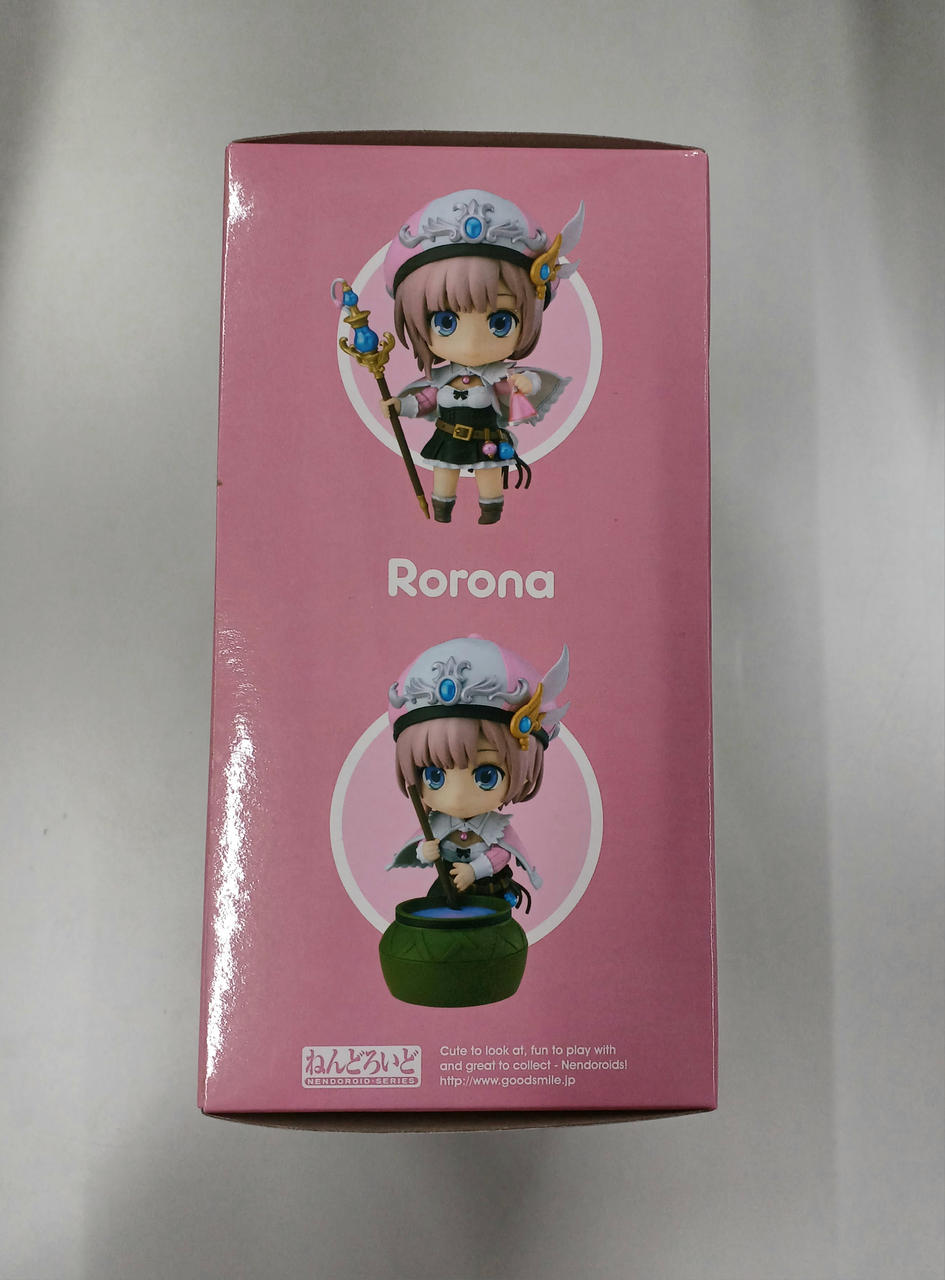 Rorona
ねんどろいど
NENDOROID・SERIES
Cute to look at, fun to play with
and great to collect - Nendoroids!
http://www.goodsmile.jp